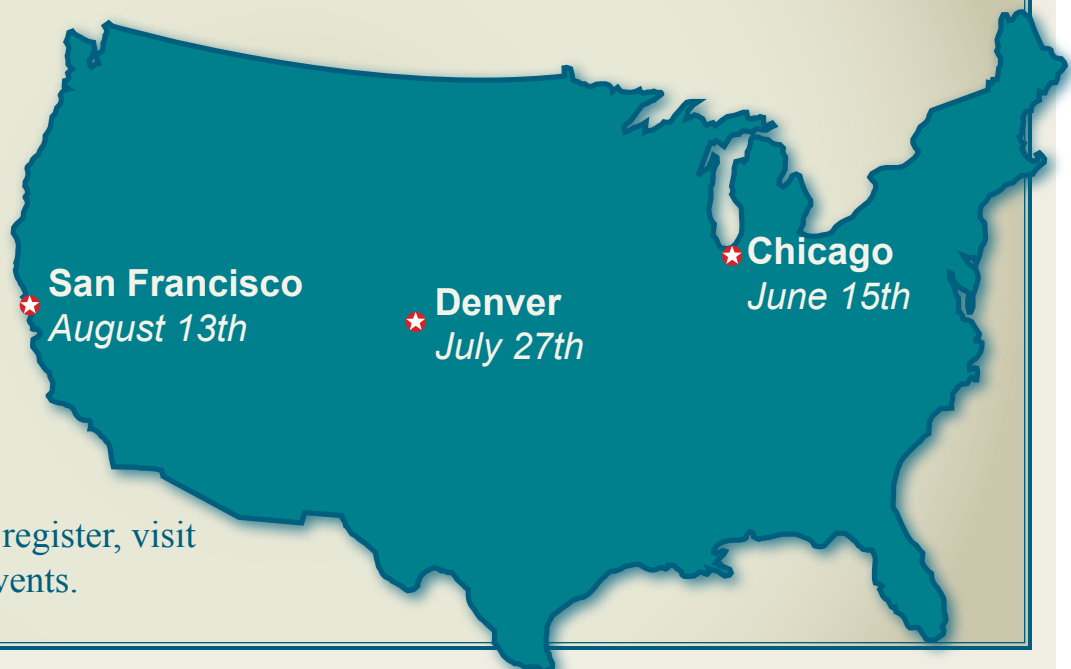 Chicago
June 15th
San Francisco
August 13th
Denver
July 27th
register, visit
vents.